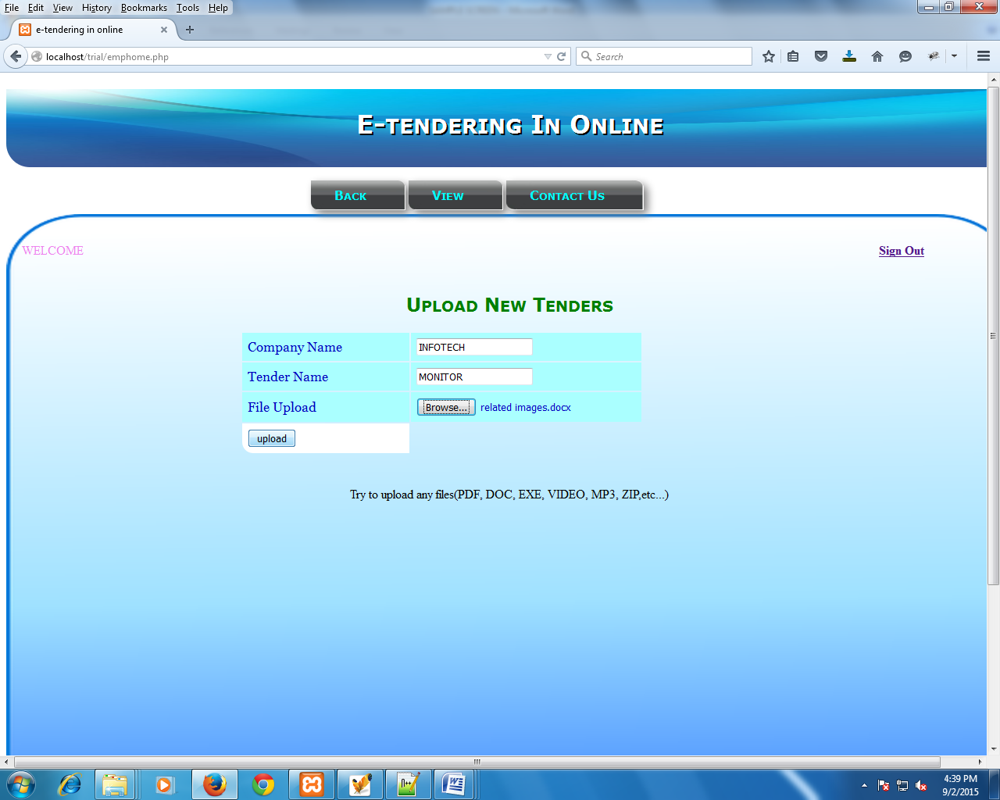 File Edit View History Bookmarks Tools Help
e-tendering in online
localhost/trial/emphome.php
Search
E-TENDERING IN ONLINE
BACK VIEW CONTACT US
WELCOME
Sign Out
UPLOAD NEW TENDERS
Company Name INFOTECH
Tender Name MONITOR
File Upload Browse... related images.docx
upload
Try to upload any files(PDF, DOC, EXE, VIDEO, MP3, ZIP,etc...)
4:39 PM
9/2/2015